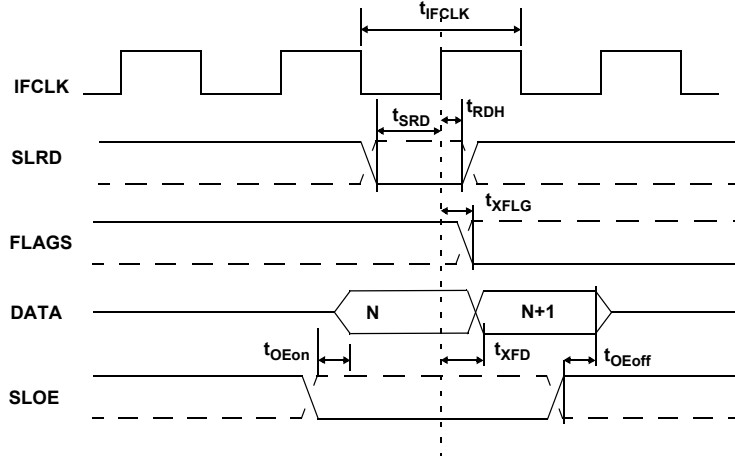 tIFCLK
IFCLK
tSRD
tRDH
SLRD
tXFLG
FLAGS
DATA
N
N+1
tOEon
tXFD
tOEoff
SLOE